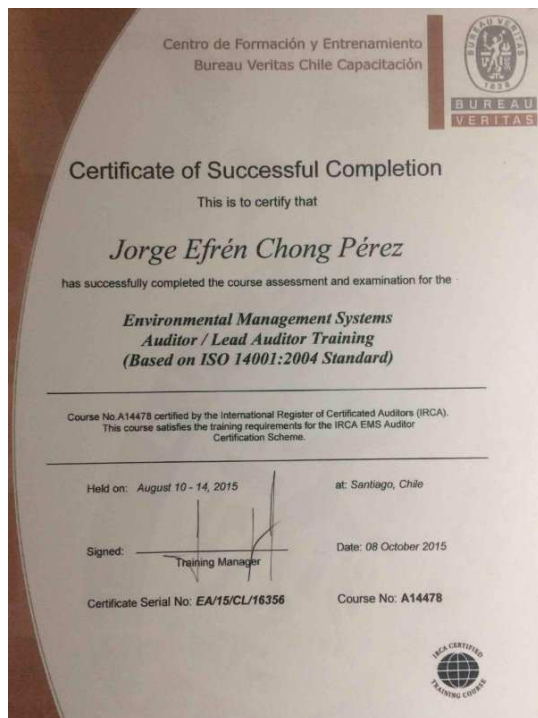 Centro de Formación y Entrenamiento
Bureau Veritas Chile Capacitación
BUREAU VERITAS
1828
BUREAU
VERITAS
Certificate of Successful Completion
This is to certify that
Jorge Efrén Chong Pérez
has successfully completed the course assessment and examination for the
Environmental Management Systems
Auditor / Lead Auditor Training
(Based on ISO 14001:2004 Standard)
Course No.A14478 certified by the International Register of Certificated Auditors (IRCA).
This course satisfies the training requirements for the IRCA EMS Auditor
Certification Scheme.
Held on: August 10 - 14, 2015 at: Santiago, Chile
Signed: Date: 08 October 2015
Training Manager
Certificate Serial No: EA/15/CL/16356 Course No: A14478
IRCA CERTIFIED
TRAINING COURSE